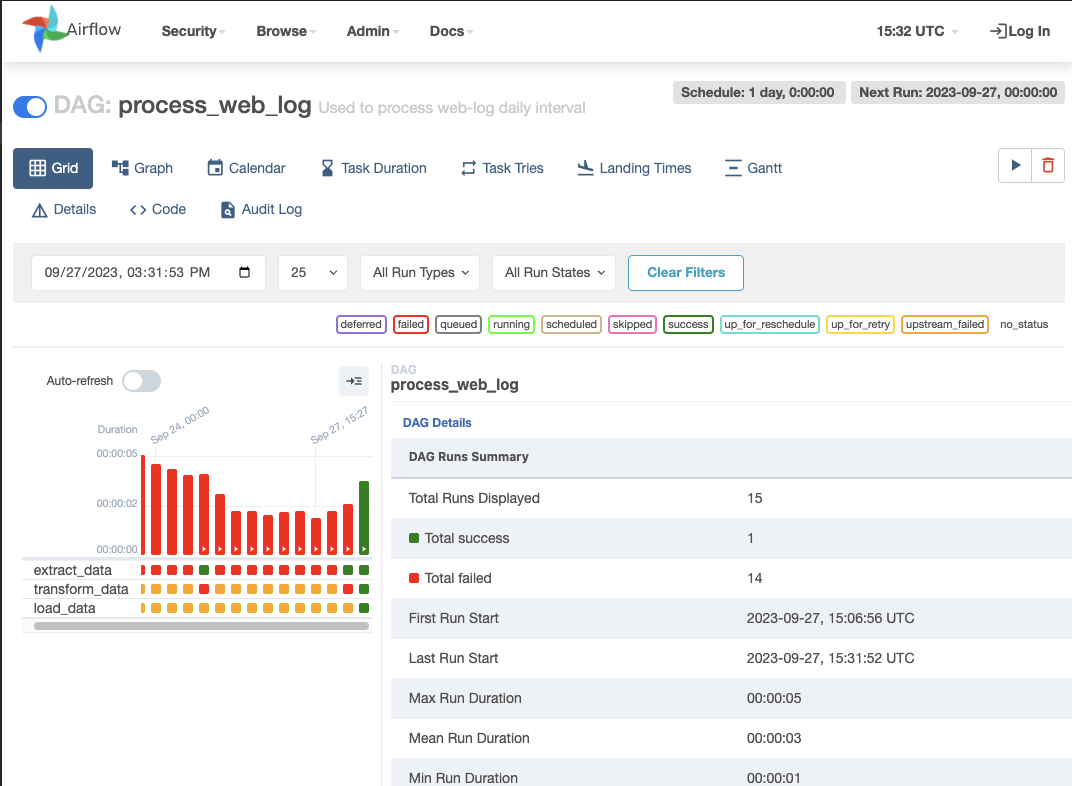 Airflow Security Browse Admin Docs 15:32 UTC Log In
DAG: process_web_log Used to process web-log daily interval
Schedule: 1 day, 0:00:00 Next Run: 2023-09-27, 00:00:00
Grid Graph Calendar Task Duration Task Tries Landing Times Gantt
Details Code Audit Log
09/27/2023, 03:31:53 PM 25 All Run Types All Run States Clear Filters
deferred failed queued running scheduled skipped success up_for_reschedule up_for_retry upstream_failed no_status
Auto-refresh
Duration
Sep 24, 00:00
Sep 27, 15:27
00:00:05
00:00:02
00:00:00
extract_data
transform_data
load_data
DAG
process_web_log
DAG Details
DAG Runs Summary
Total Runs Displayed 15
Total success 1
Total failed 14
First Run Start 2023-09-27, 15:06:56 UTC
Last Run Start 2023-09-27, 15:31:52 UTC
Max Run Duration 00:00:05
Mean Run Duration 00:00:03
Min Run Duration 00:00:01